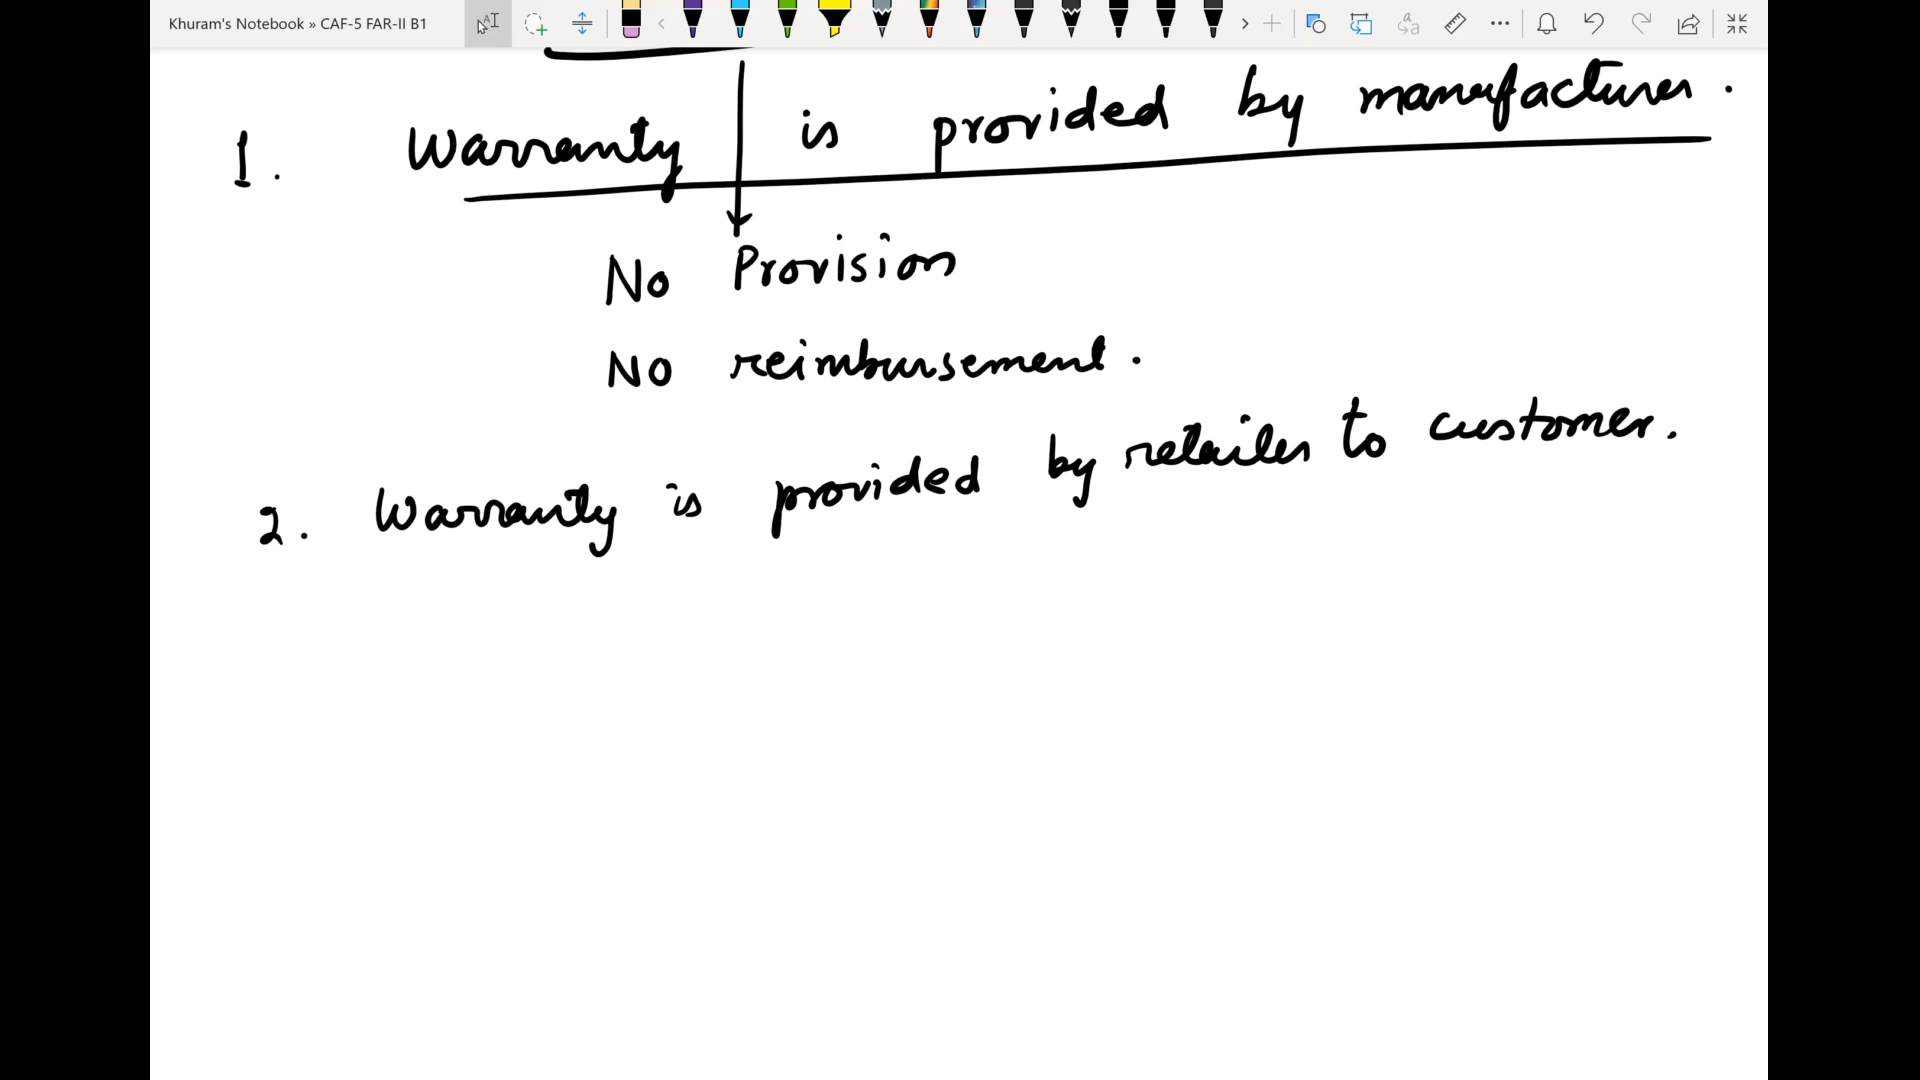 Khuram's Notebook » CAF-5 FAR-II B1
1. Warranty is provided by manufacturer.
No Provision
No reimbursement.
2. Warranty is provided by retailer to customer.